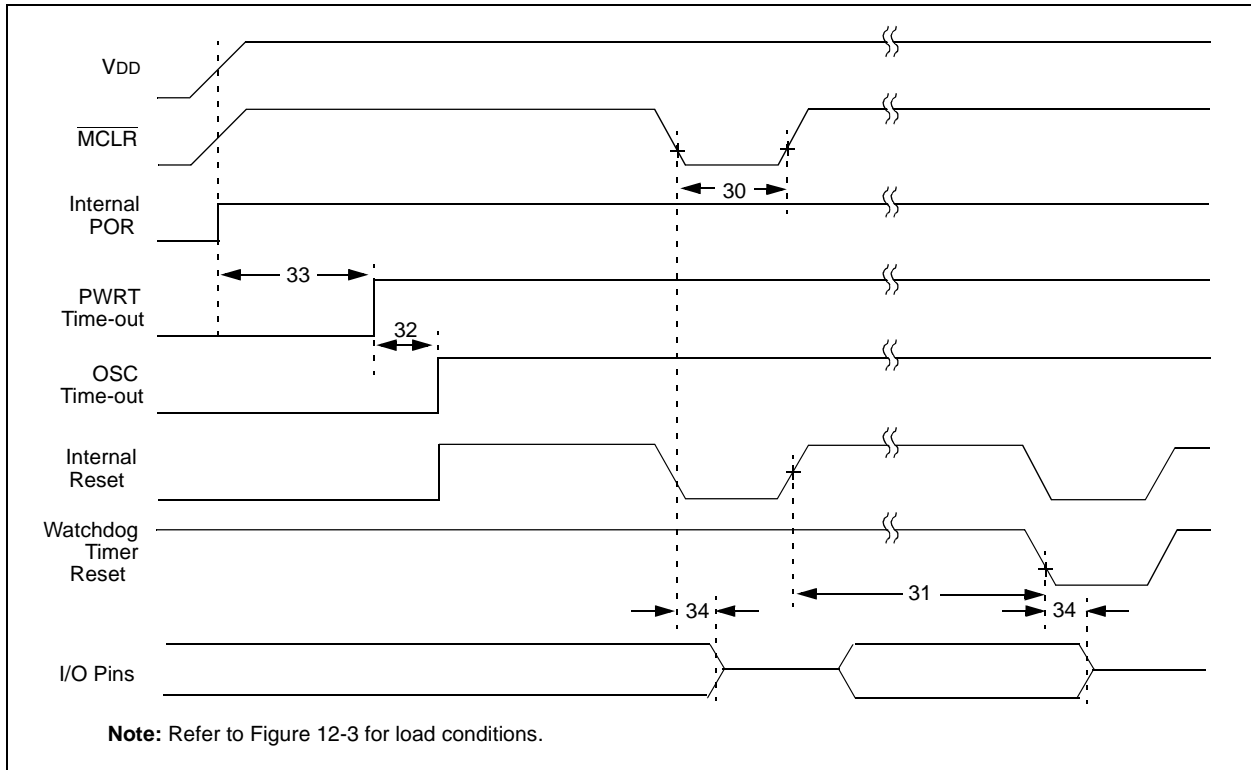 VDD
MCLR
30
Internal
POR
33
PWRT
Time-out
32
OSC
Time-out
Internal
Reset
Watchdog
Timer
Reset
31
34
34
I/O Pins
Note: Refer to Figure 12-3 for load conditions.